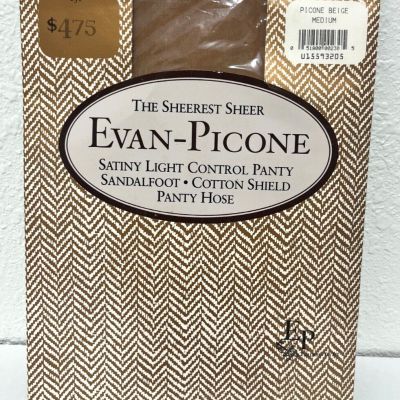 $4.75
PICONE BEIGE
MEDIUM
U15593205
THE SHEEREST SHEER
EVAN-PICONE
SATINY LIGHT CONTROL PANTY
SANDALFOOT • COTTON SHIELD
PANTY HOSE
EP